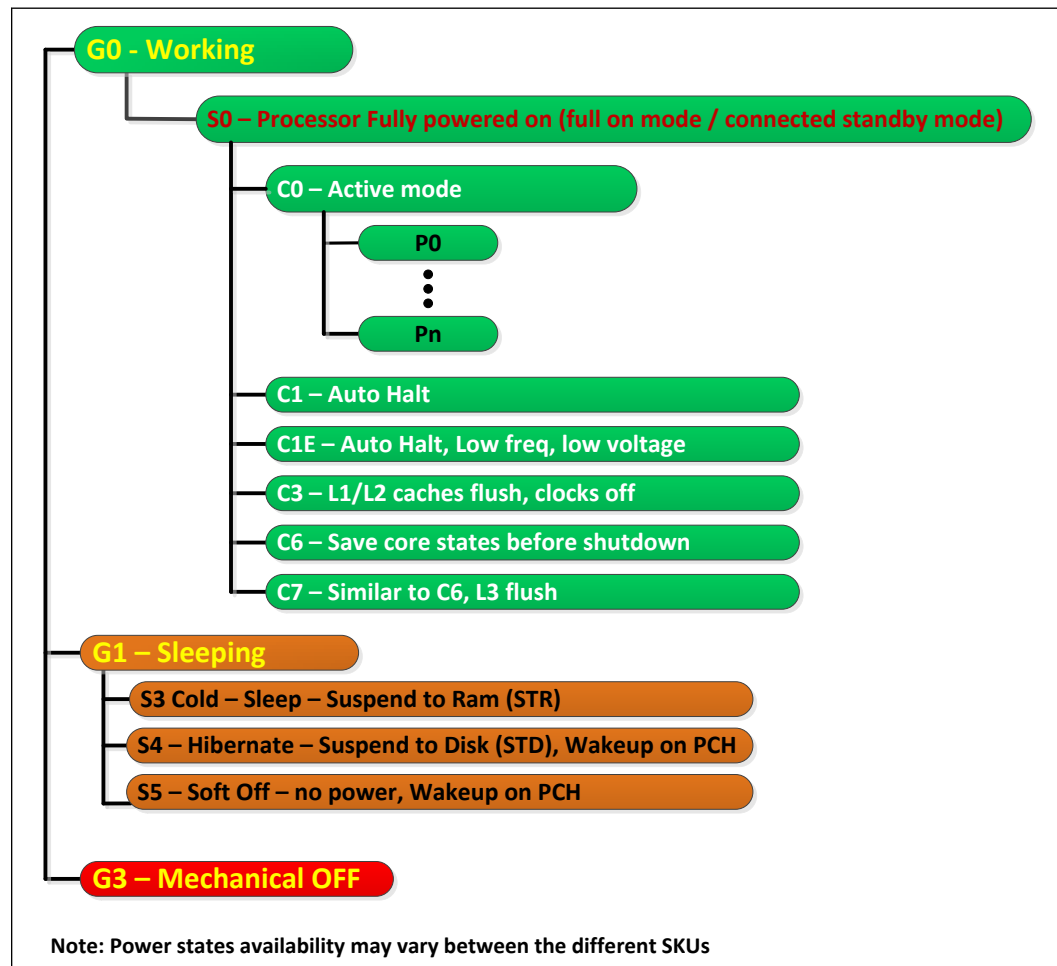 G0 - Working
S0 – Processor Fully powered on (full on mode / connected standby mode)
C0 – Active mode
P0
Pn
C1 – Auto Halt
C1E – Auto Halt, Low freq, low voltage
C3 – L1/L2 caches flush, clocks off
C6 – Save core states before shutdown
C7 – Similar to C6, L3 flush
G1 – Sleeping
S3 Cold – Sleep – Suspend to Ram (STR)
S4 – Hibernate – Suspend to Disk (STD), Wakeup on PCH
S5 – Soft Off – no power, Wakeup on PCH
G3 – Mechanical OFF
Note: Power states availability may vary between the different SKUs